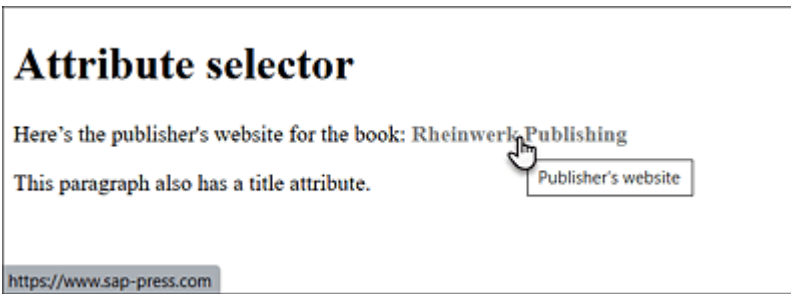 Attribute selector
Here’s the publisher's website for the book: Rheinwerk Publishing
Publisher's website
This paragraph also has a title attribute.
https://www.sap-press.com